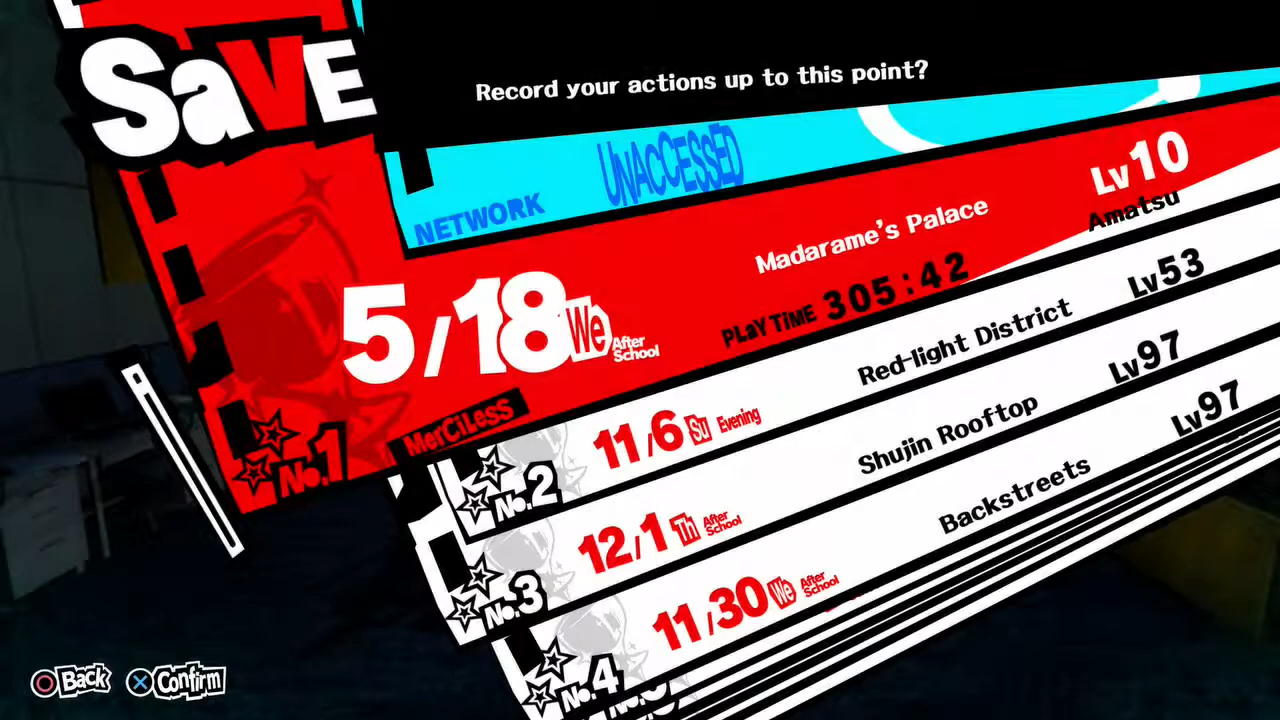 SaVE
Record your actions up to this point?
NETWORK UNACCESSED
Lv10
Madarame's Palace
Amatsu
5/18 We After School
PLaY TiME 305:42
MerCiLeSS
No.1
Lv53
Red-light District
11/6 Su Evening
No.2
Lv97
Shujin Rooftop
12/1 Th After School
No.3
Lv97
Backstreets
11/30 We After School
No.4
Back Confirm